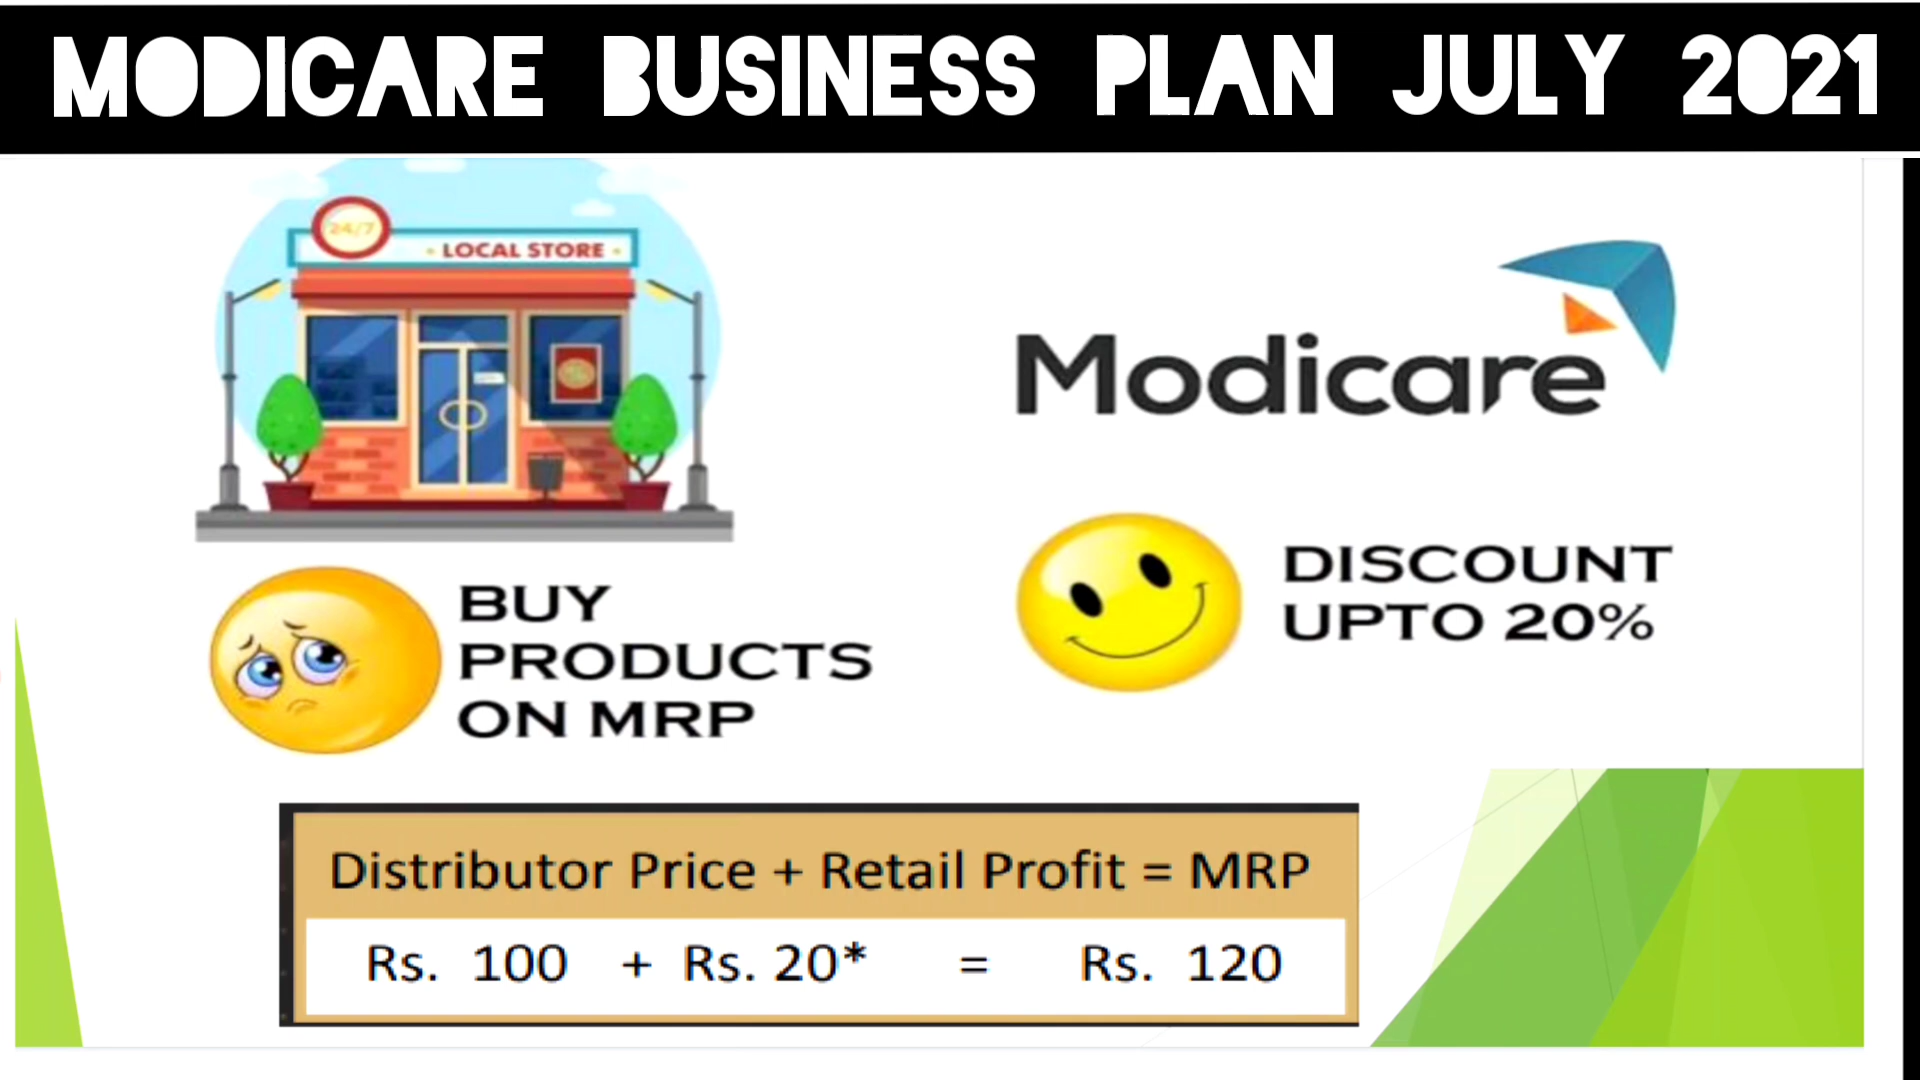 MODICARE BUSINESS PLAN JULY 2021
24/7
· LOCAL STORE ·
Modicare
BUY
PRODUCTS
ON MRP
DISCOUNT
UPTO 20%
Distributor Price + Retail Profit = MRP
Rs. 100 + Rs. 20* = Rs. 120